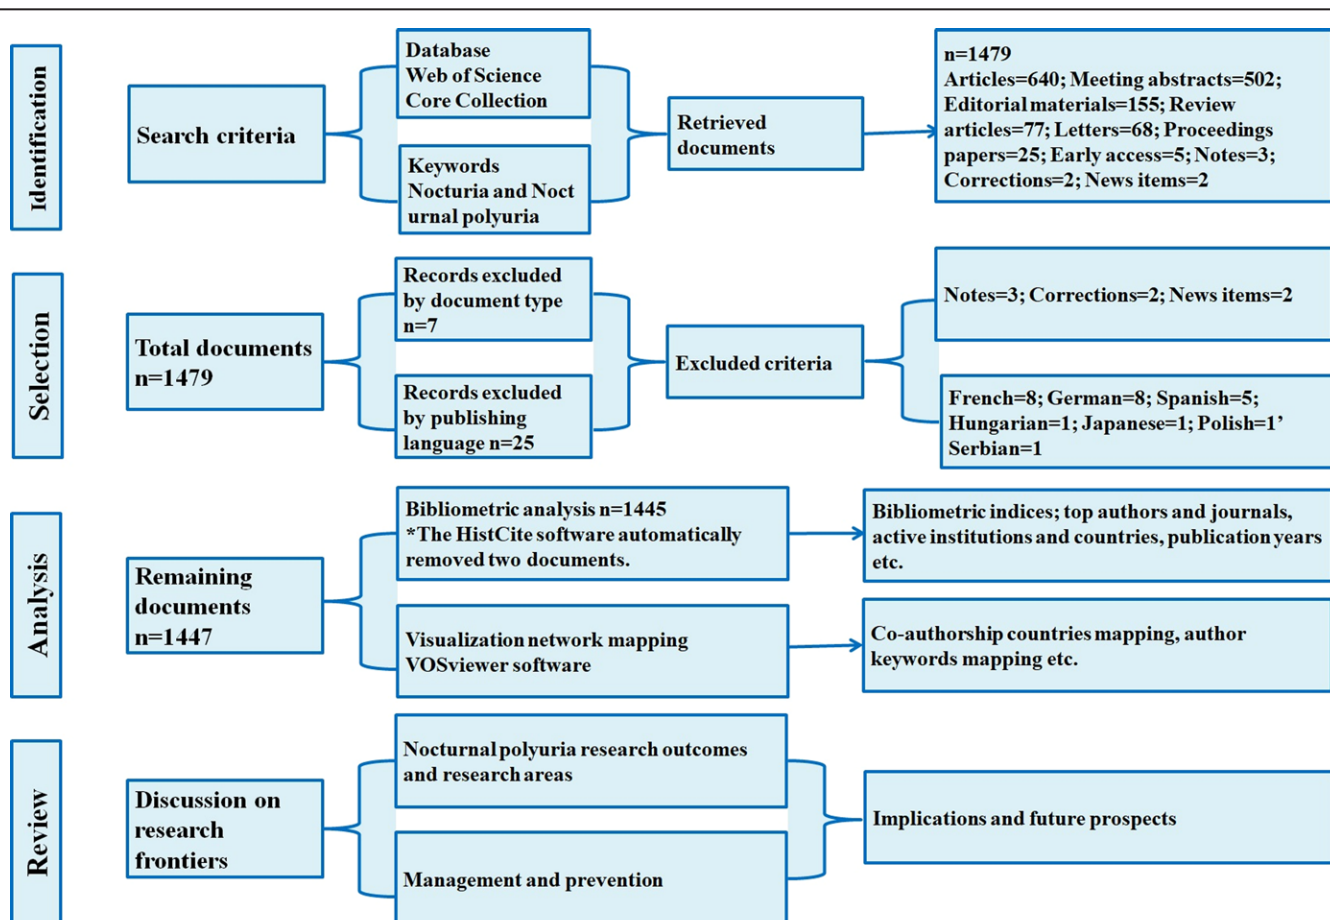 Identification
Search criteria
Database
Web of Science
Core Collection
Keywords
Nocturia and Noct
urnal polyuria
Retrieved
documents
n=1479
Articles=640; Meeting abstracts=502;
Editorial materials=155; Review
articles=77; Letters=68; Proceedings
papers=25; Early access=5; Notes=3;
Corrections=2; News items=2
Selection
Total documents
n=1479
Records excluded
by document type
n=7
Records excluded
by publishing
language n=25
Excluded criteria
Notes=3; Corrections=2; News items=2
French=8; German=8; Spanish=5;
Hungarian=1; Japanese=1; Polish=1’
Serbian=1
Analysis
Remaining
documents
n=1447
Bibliometric analysis n=1445
*The HistCite software automatically
removed two documents.
Visualization network mapping
VOSviewer software
Bibliometric indices; top authors and journals,
active institutions and countries, publication years
etc.
Co-authorship countries mapping, author
keywords mapping etc.
Review
Discussion on
research
frontiers
Nocturnal polyuria research outcomes
and research areas
Management and prevention
Implications and future prospects